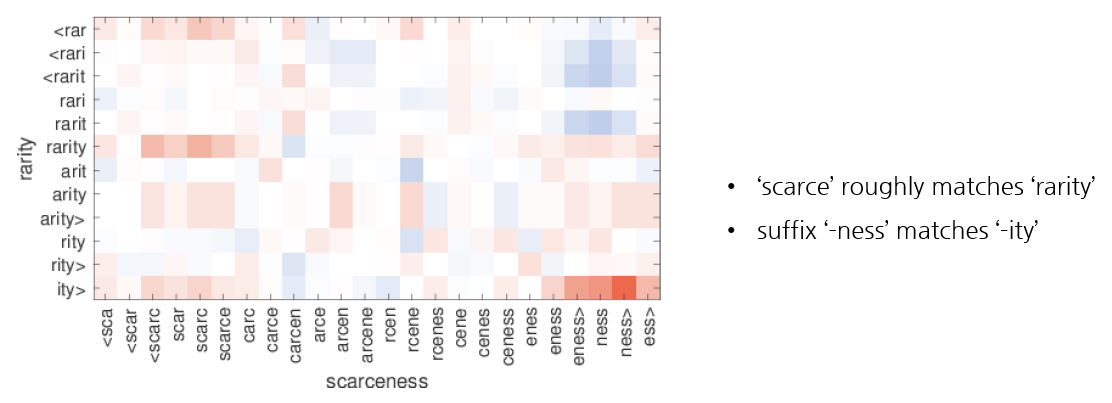 <rar
<rari
<rarit
rari
rarit
rarity
arit
arity
arity>
rity
rity>
ity>
rarity
<sca
<scar
<scarc
scar
scarc
scarce
carc
carce
carcen
arce
arcen
arcene
rcen
rcene
rcenes
cene
cenes
ceness
enes
eness
eness>
ness
ness>
ess>
scarceness
• ‘scarce’ roughly matches ‘rarity’
• suffix ‘-ness’ matches ‘-ity’